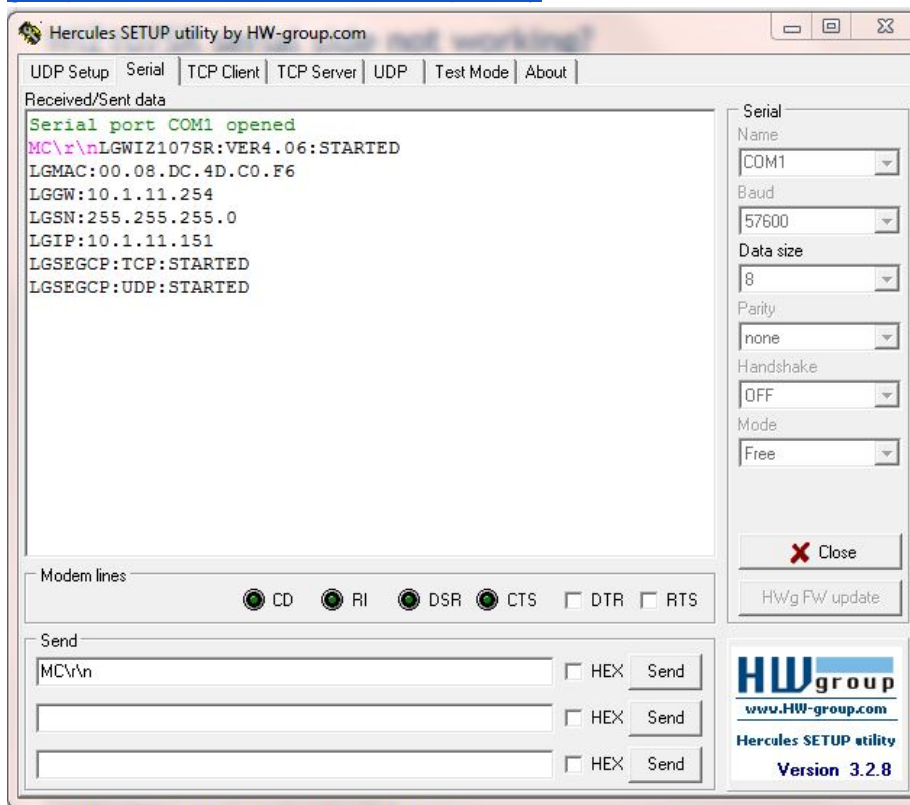 not working?
Hercules SETUP utility by HW-group.com
UDP Setup Serial TCP Client TCP Server UDP Test Mode About
Received/Sent data
Serial port COM1 opened
MC\r\nLGWIZ107SR:VER4.06:STARTED
LGMAC:00.08.DC.4D.C0.F6
LGGW:10.1.11.254
LGSN:255.255.255.0
LGIP:10.1.11.151
LGSEGCP:TCP:STARTED
LGSEGCP:UDP:STARTED
Serial
Name
COM1
Baud
57600
Data size
8
Parity
none
Handshake
OFF
Mode
Free
Close
HWg FW update
Modem lines
CD RI DSR CTS DTR RTS
Send
MC\r\n HEX Send
HEX Send
HEX Send
HW group
www.HW-group.com
Hercules SETUP utility
Version 3.2.8